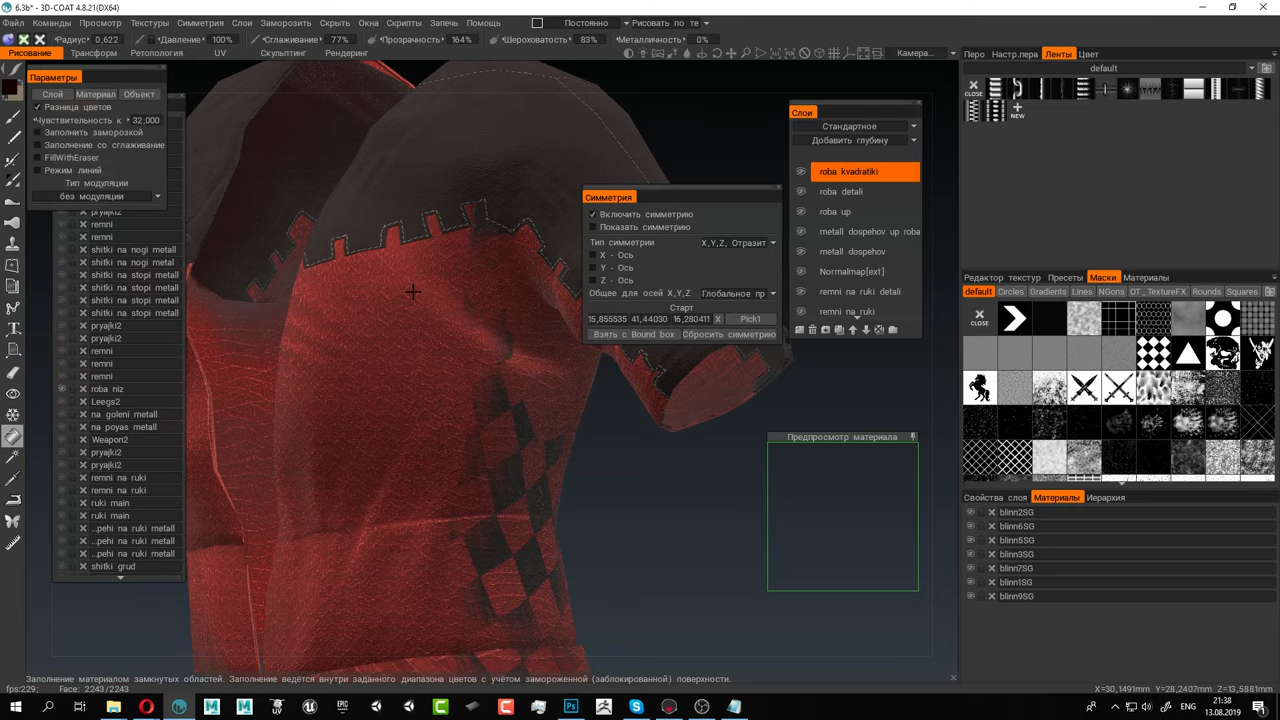 6.3b* - 3D-COAT 4.8.21(DX64)
Файл Команды Просмотр Текстуры Симметрия Слои Заморозить Скрыть Окна Скрипты Запечь Помощь Постоянно Рисовать по те
Радиус 0,622 Давление 100% Сглаживание 77% Прозрачность 164% Шероховатость 83% Металличность 0%
Рисование Трансформ Ретопология UV Скульптинг Рендеринг Камера...
Параметры
Слой Материал Объект
Разница цветов
Чувствительность к 32,000
Заполнить заморозкой
Заполнение со сглаживание
FillWithEraser
Режим линий
Тип модуляции
без модуляции
pryajki2
remni
remni
shitki na nogi metall
shitki na nogi metal
shitki na stopi metall
shitki na stopi metall
shitki na stopi metall
shitki na stopi metall
pryajki2
pryajki2
remni
remni
remni
roba niz
Leegs2
na goleni metall
na poyas metall
Weapon2
pryajki2
pryajki2
remni na ruki
remni na ruki
ruki main
ruki main
...pehi na ruki metall
...pehi na ruki metall
...pehi na ruki metall
shitki grud
Симметрия
Включить симметрию
Показать симметрию
Тип симметрии X,Y,Z, Отразит
X - Ось
Y - Ось
Z - Ось
Общее для осей X,Y,Z Глобальное пр
Старт
15,855535 41,44030 16,280411 X Pick1
Взять с Bound box Сбросить симметрию
Слои
Стандартное
Добавить глубину
roba kvadratiki
roba detali
roba up
metall dospehov up roba
metall dospehov
Normalmap[ext]
remni na ruki detali
remni na ruki
Предпросмотр материала
Перо Настр.пера Ленты Цвет
default
CLOSE
NEW
Редактор текстур Пресеты Маски Материалы
default Circles Gradients Lines NGons OT_TextureFX Rounds Squares
CLOSE
Свойства слоя Материалы Иерархия
blinn2SG
blinn6SG
blinn5SG
blinn3SG
blinn7SG
blinn1SG
blinn9SG
Заполнение материалом замкнутых областей. Заполнение ведётся внутри заданного диапазона цветов с учётом замороженной (заблокированной) поверхности.
fps:229; Face: 2243/2243 X=30,1491mm Y=28,2407mm Z=13,5881mm
UV EPIC Ps ENG 21:38
13.08.2019